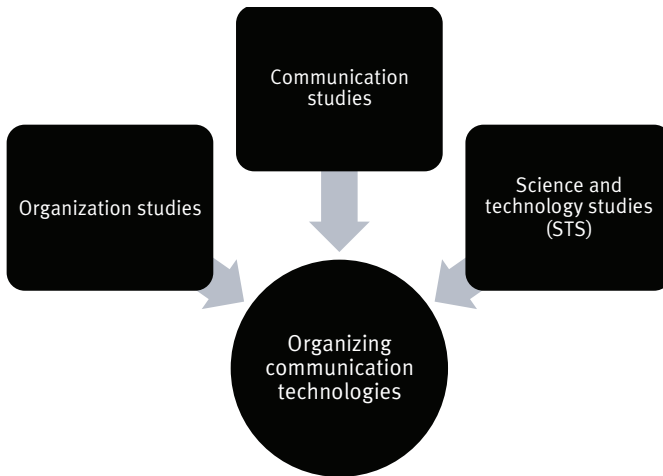 Communication
studies
Organization studies
Science and
technology studies
(STS)
Organizing
communication
technologies